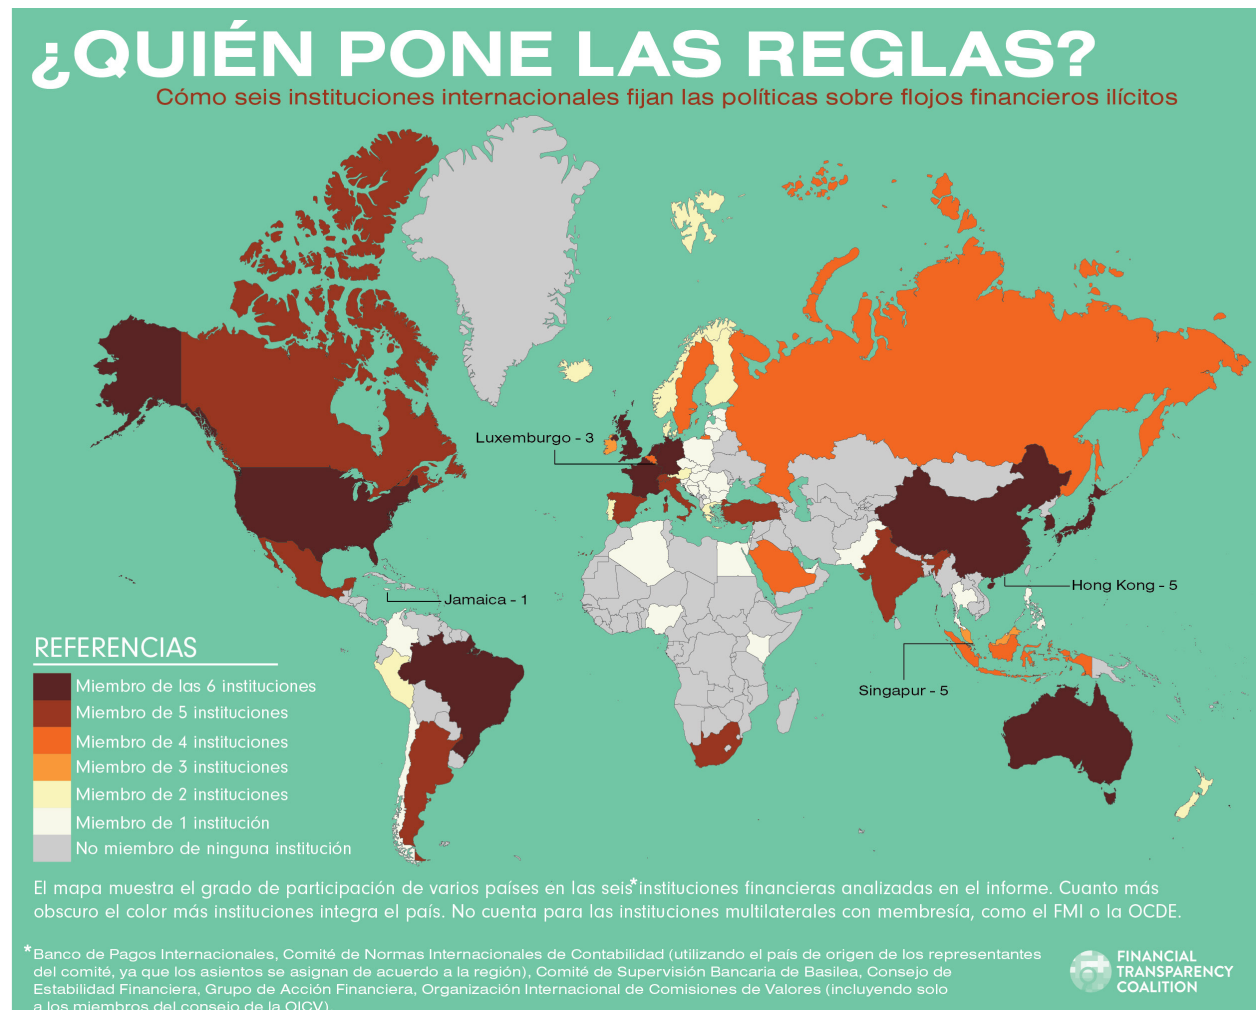 ¿QUIÉN PONE LAS REGLAS?
Cómo seis instituciones internacionales fijan las políticas sobre flojos financieros ilícitos
Luxemburgo - 3
Jamaica - 1
Hong Kong - 5
Singapur - 5
REFERENCIAS
Miembro de las 6 instituciones
Miembro de 5 instituciones
Miembro de 4 instituciones
Miembro de 3 instituciones
Miembro de 2 instituciones
Miembro de 1 institución
No miembro de ninguna institución
El mapa muestra el grado de participación de varios países en las seis* instituciones financieras analizadas en el informe. Cuanto más
obscuro el color más instituciones integra el país. No cuenta para las instituciones multilaterales con membresía, como el FMI o la OCDE.
* Banco de Pagos Internacionales, Comité de Normas Internacionales de Contabilidad (utilizando el país de origen de los representantes
del comité, ya que los asientos se asignan de acuerdo a la región), Comité de Supervisión Bancaria de Basilea, Consejo de
Estabilidad Financiera, Grupo de Acción Financiera, Organización Internacional de Comisiones de Valores (incluyendo solo
a los miembros del consejo de la OICV)
FINANCIAL
TRANSPARENCY
COALITION